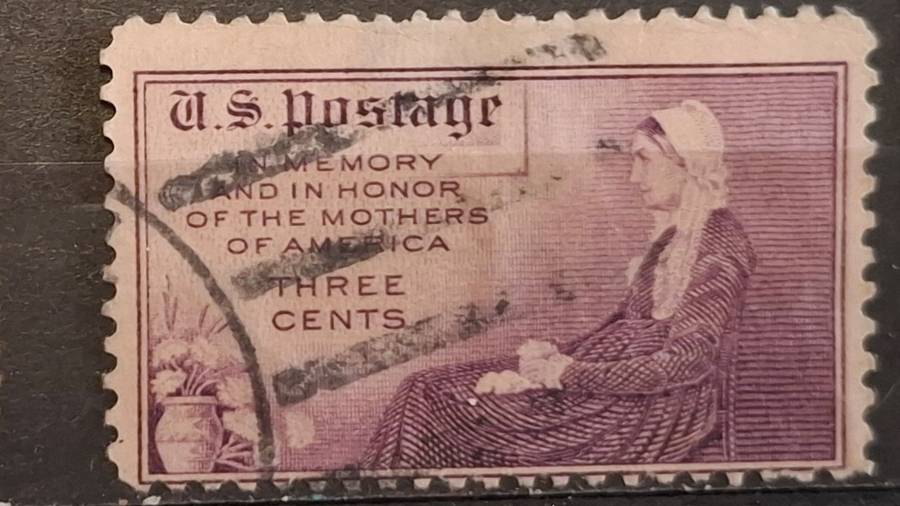 U.S. Postage
IN MEMORY
AND IN HONOR
OF THE MOTHERS
OF AMERICA
THREE
CENTS